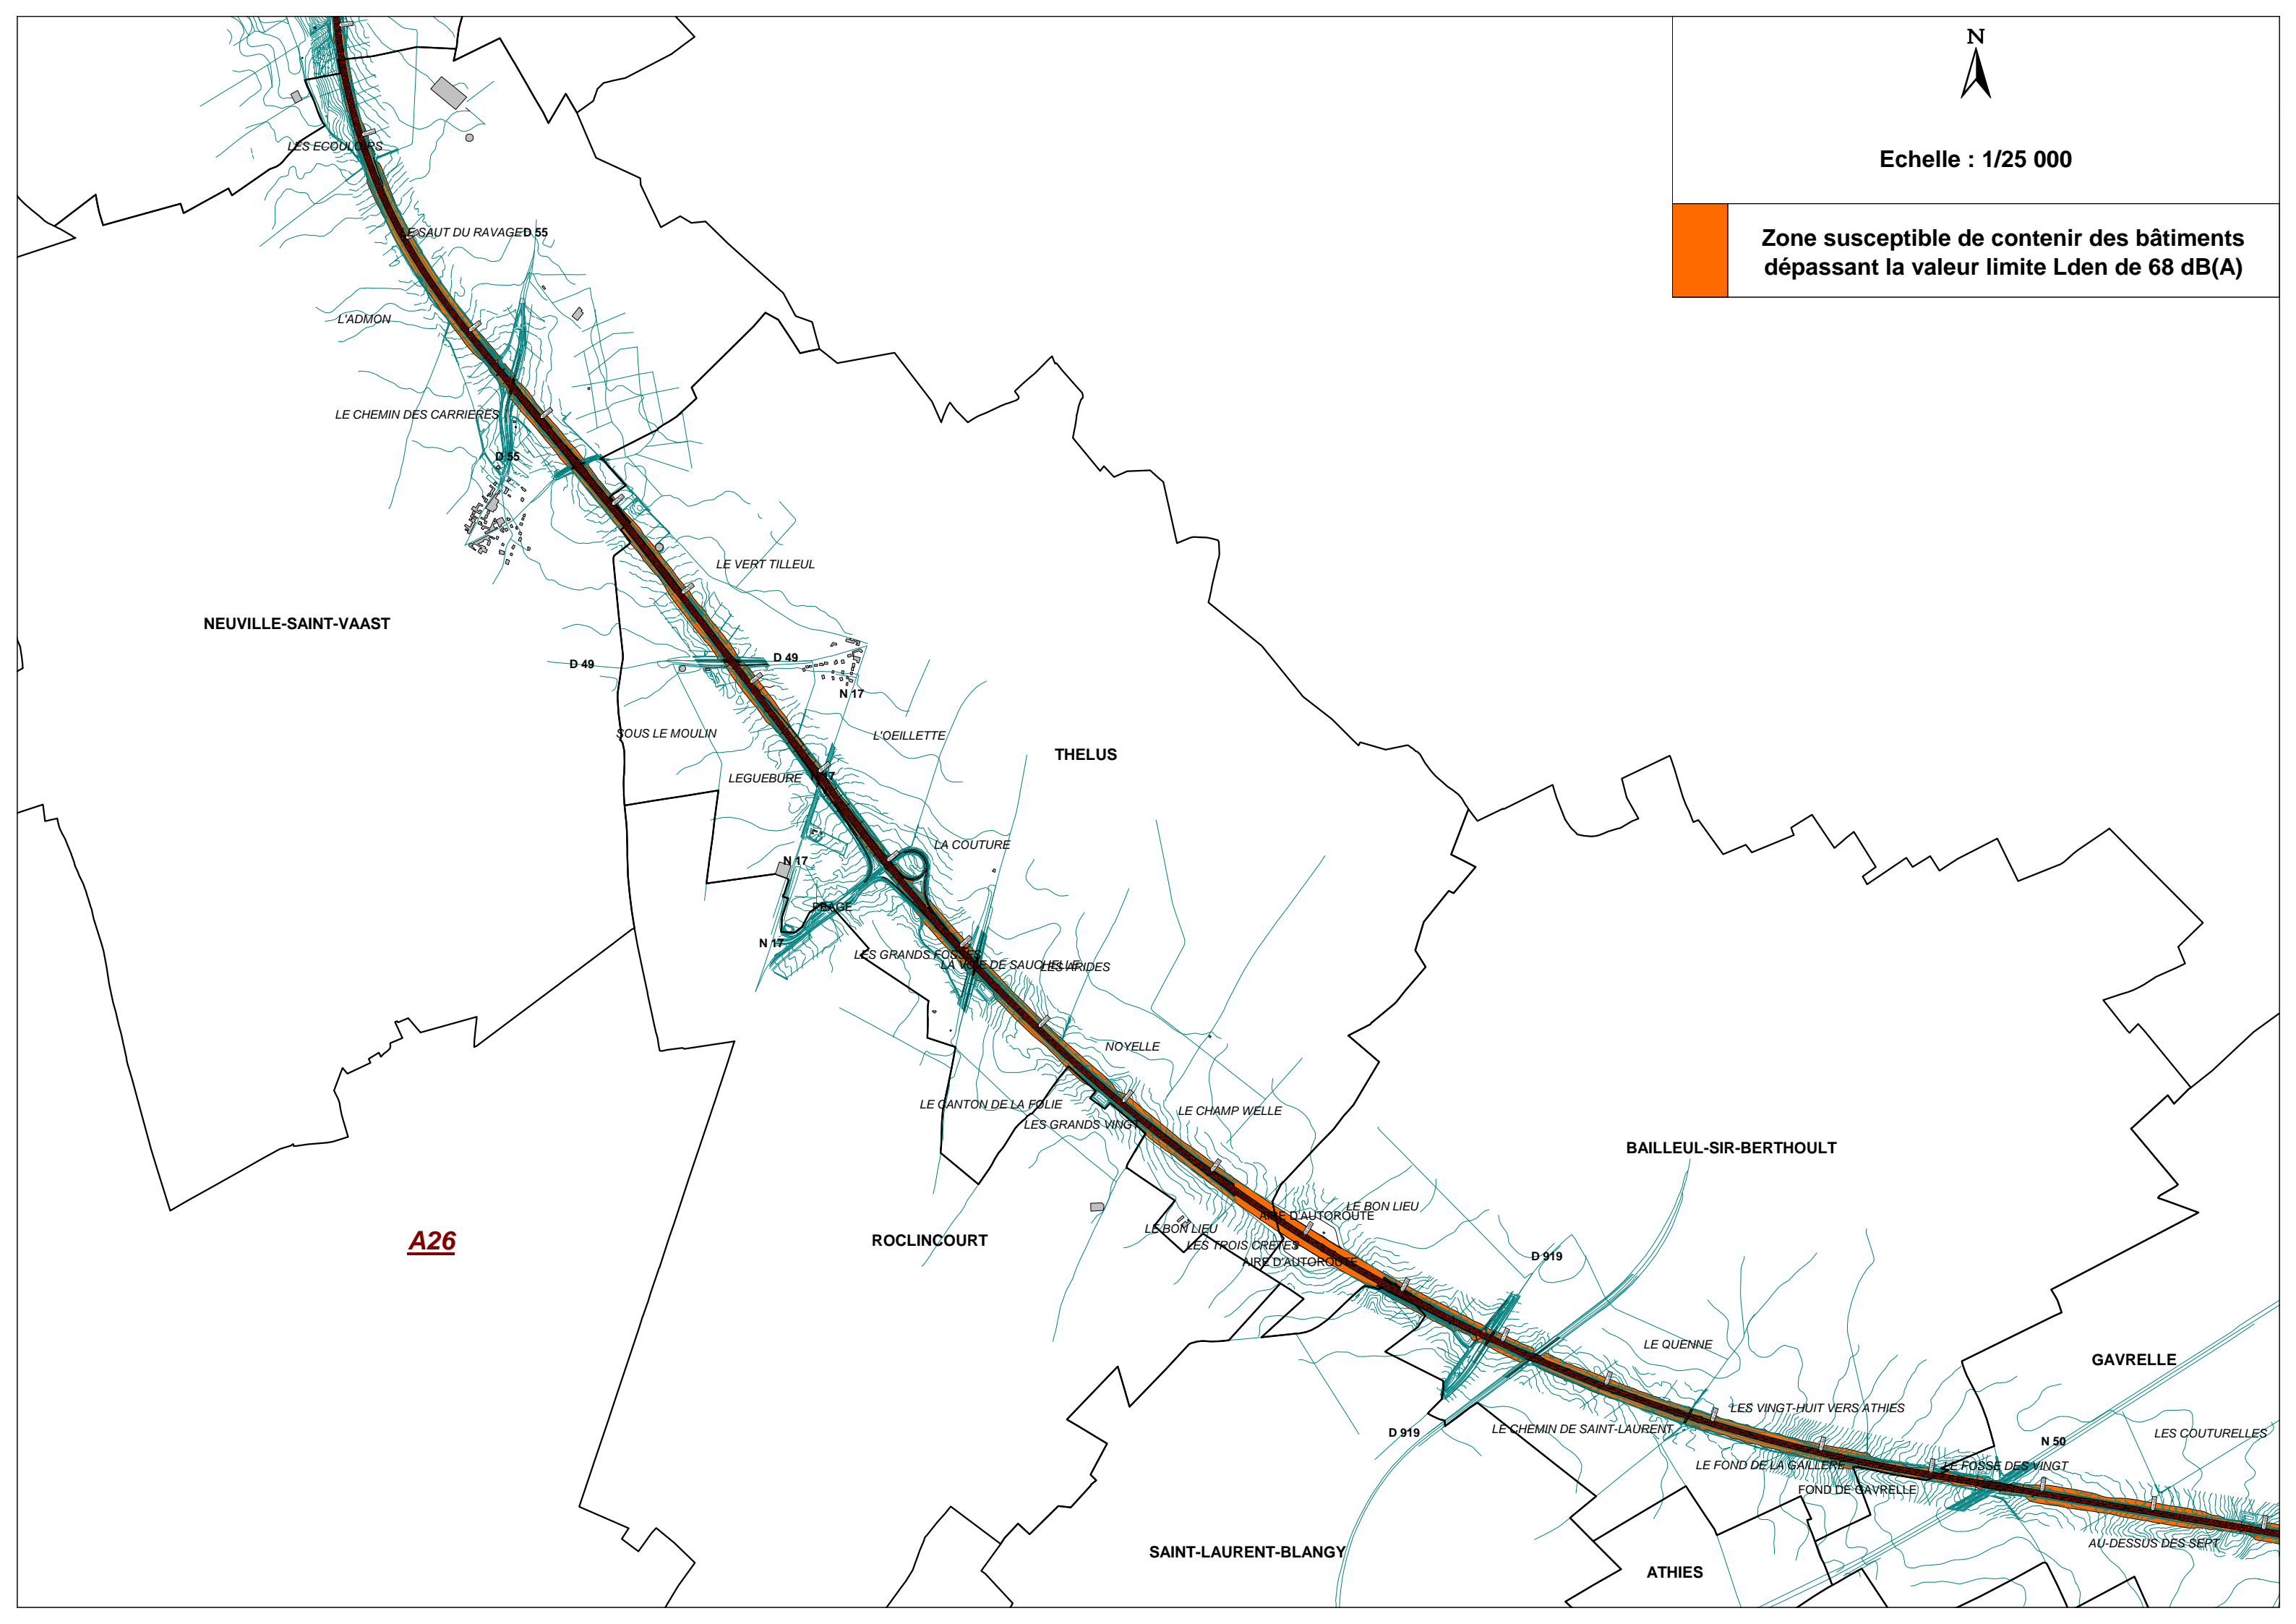 N
Echelle : 1/25 000
Zone susceptible de contenir des bâtiments
dépassant la valeur limite Lden de 68 dB(A)
LES ECOULOIRS
LE SAUT DU RAVAGE
D 55
L'ADMON
LE CHEMIN DES CARRIERES
D 55
LE VERT TILLEUL
NEUVILLE-SAINT-VAAST
D 49
D 49
N 17
SOUS LE MOULIN
L'OEILLETTE
THELUS
LEGUEBURE
N 17
LA COUTURE
N 17
PEAGE
N 17
LES GRANDS FOSSES
LA VOIE DE SAUCHELLE
LES ARIDES
NOYELLE
LE CANTON DE LA FOLIE
LE CHAMP WELLE
LES GRANDS VINGT
BAILLEUL-SIR-BERTHOULT
LE BON LIEU
AIRE D'AUTOROUTE
LE BON LIEU
A26
ROCLINCOURT
LES TROIS CRETES
AIRE D'AUTOROUTE
D 919
LE QUENNE
GAVRELLE
LES VINGT-HUIT VERS ATHIES
D 919
LE CHEMIN DE SAINT-LAURENT
LES COUTURELLES
N 50
LE FOND DE LA GAILLERE
LE FOSSE DES VINGT
FOND DE GAVRELLE
AU-DESSUS DES SEPT
SAINT-LAURENT-BLANGY
ATHIES